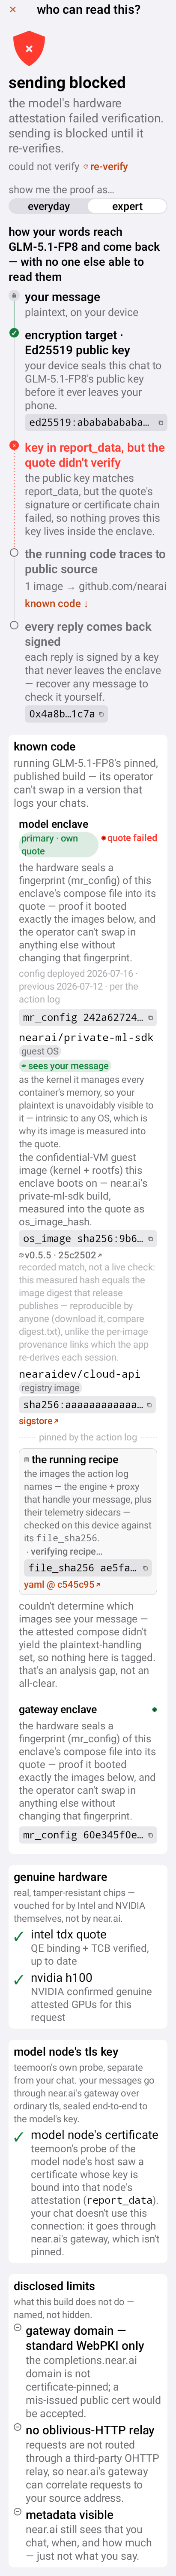 × who can read this?
sending blocked
the model's hardware
attestation failed verification.
sending is blocked until it
re-verifies.
could not verify re-verify
show me the proof as…
everyday expert
how your words reach
GLM-5.1-FP8 and come back
— with no one else able to
read them
your message
plaintext, on your device
encryption target ·
Ed25519 public key
your device seals this chat to
GLM-5.1-FP8's public key
before it ever leaves your
phone.
ed25519:abababababa…
key in report_data, but the
quote didn't verify
the public key matches
report_data, but the quote's
signature or certificate chain
failed, so nothing proves this
key lives inside the enclave.
the running code traces to
public source
1 image → github.com/nearai
known code ↓
every reply comes back
signed
each reply is signed by a key
that never leaves the enclave
— recover any message to
check it yourself.
0x4a8b…1c7a
known code
running GLM-5.1-FP8's pinned,
published build — its operator
can't swap in a version that
logs your chats.
model enclave
primary · own
quote
quote failed
the hardware seals a
fingerprint (mr_config) of this
enclave's compose file into its
quote — proof it booted
exactly the images below, and
the operator can't swap in
anything else without
changing that fingerprint.
config deployed 2026-07-16 ·
previous 2026-07-12 · per the
action log
mr_config 242a62724…
nearai/private-ml-sdk
guest OS
sees your message
as the kernel it manages every
container's memory, so your
plaintext is unavoidably visible to
it — intrinsic to any OS, which is
why its image is measured into
the quote.
the confidential-VM guest
image (kernel + rootfs) this
enclave boots on — near.ai's
private-ml-sdk build,
measured into the quote as
os_image_hash.
os_image sha256:9b6…
v0.5.5 · 25c2502↗
recorded match, not a live check:
this measured hash equals the
image digest that release
publishes — reproducible by
anyone (download it, compare
digest.txt), unlike the per-image
provenance links which the app
re-derives each session.
nearaidev/cloud-api
registry image
sha256:aaaaaaaaaaaa…
sigstore↗
pinned by the action log
the running recipe
the images the action log
names — the engine + proxy
that handle your message, plus
their telemetry sidecars —
checked on this device against
its file_sha256.
· verifying recipe…
file_sha256 ae5fa…
yaml @ c545c95↗
couldn't determine which
images see your message —
the attested compose didn't
yield the plaintext-handling
set, so nothing here is tagged.
that's an analysis gap, not an
all-clear.
gateway enclave
the hardware seals a
fingerprint (mr_config) of this
enclave's compose file into its
quote — proof it booted
exactly the images below, and
the operator can't swap in
anything else without
changing that fingerprint.
mr_config 60e345f0e…
genuine hardware
real, tamper-resistant chips —
vouched for by Intel and NVIDIA
themselves, not by near.ai.
✓ intel tdx quote
QE binding + TCB verified,
up to date
✓ nvidia h100
NVIDIA confirmed genuine
attested GPUs for this
request
model node's tls key
teemoon's own probe, separate
from your chat. your messages go
through near.ai's gateway over
ordinary tls, sealed end-to-end to
the model's key.
✓ model node's certificate
teemoon's probe of the
model node's host saw a
certificate whose key is
bound into that node's
attestation (report_data).
your chat doesn't use this
connection: it goes through
near.ai's gateway, which isn't
pinned.
disclosed limits
what this build does not do —
named, not hidden.
gateway domain —
standard WebPKI only
the completions.near.ai
domain is not
certificate-pinned; a
mis-issued public cert would
be accepted.
no oblivious-HTTP relay
requests are not routed
through a third-party OHTTP
relay, so near.ai's gateway
can correlate requests to
your source address.
metadata visible
near.ai still sees that you
chat, when, and how much
— just not what you say.